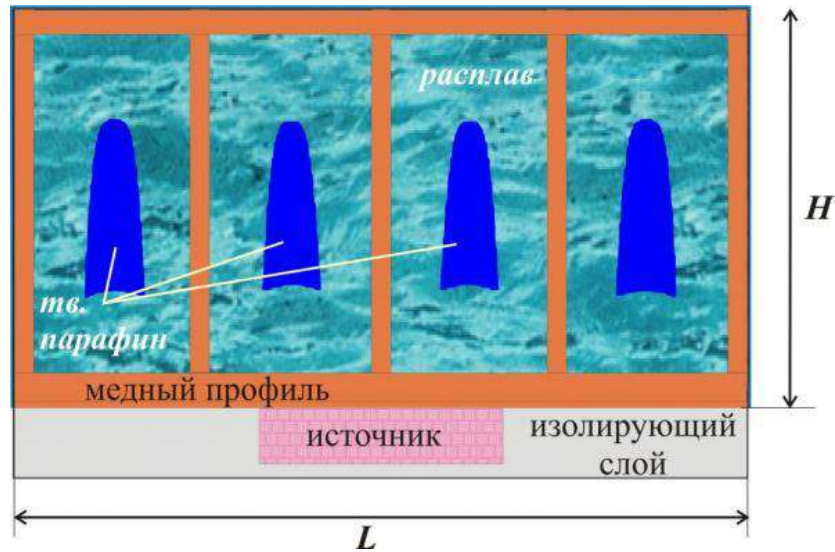 расплав
H
тв.
парафин
медный профиль
источник
изолирующий
слой
L